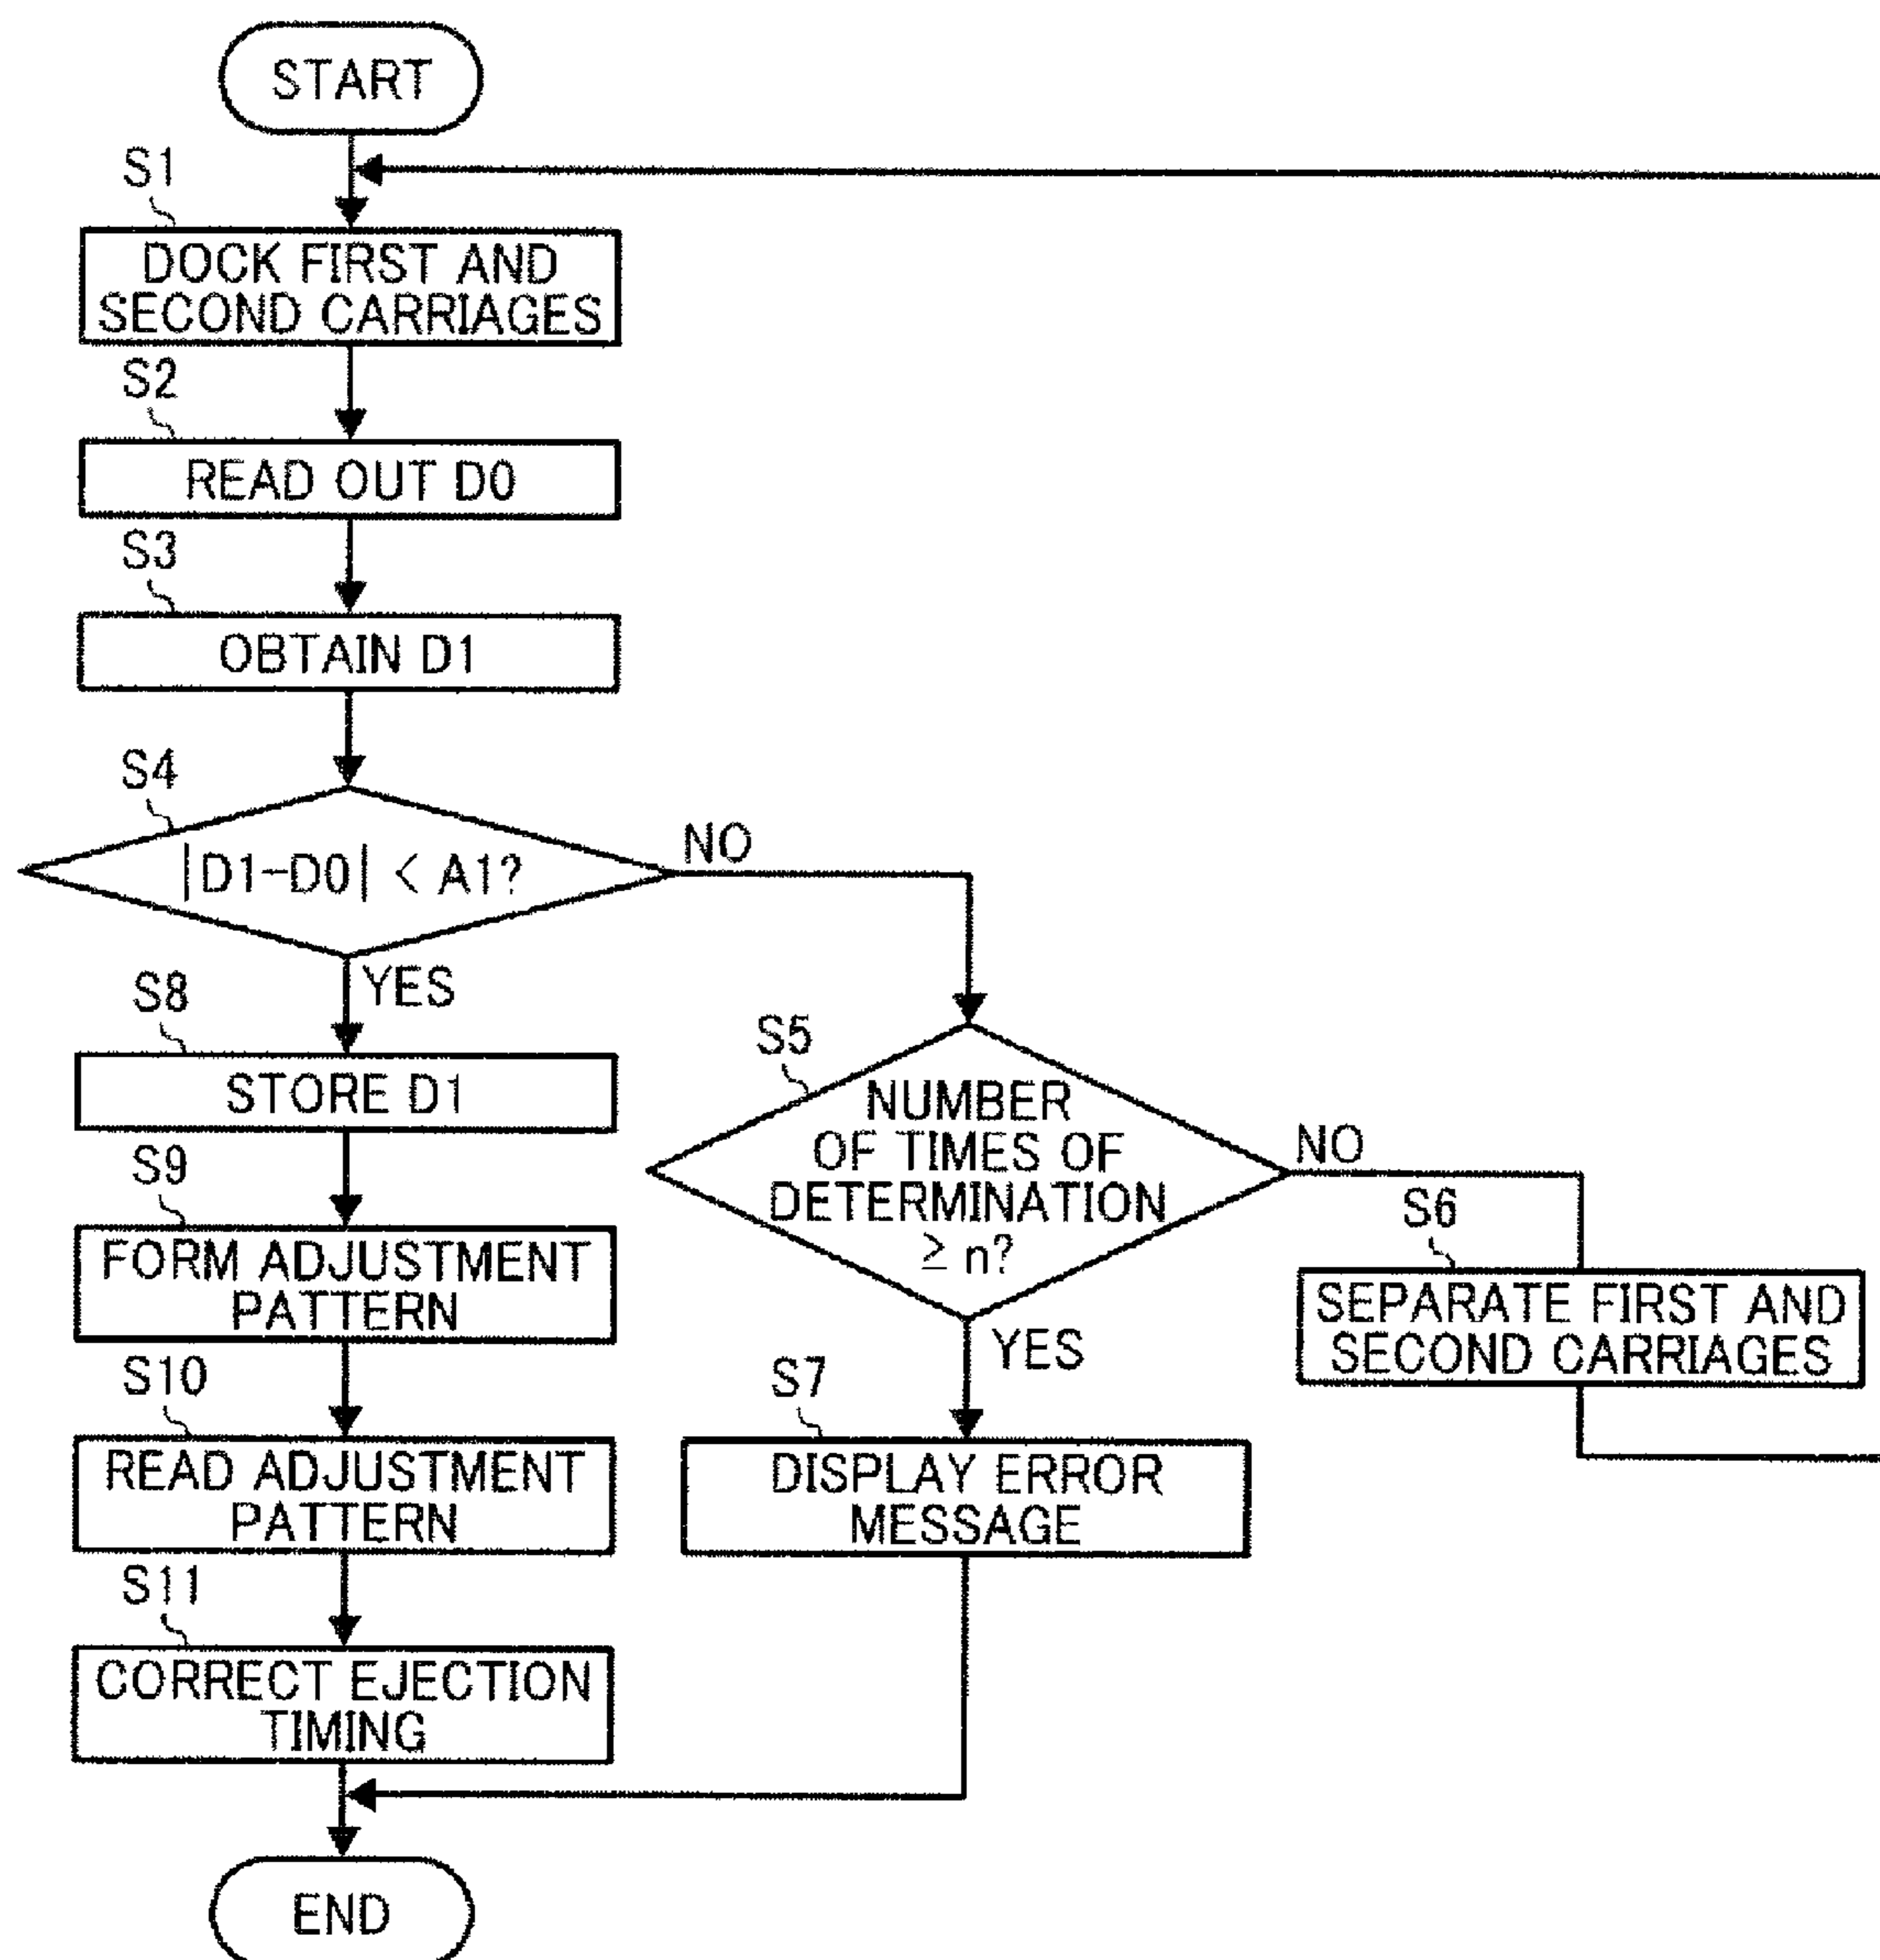 START
S1
DOCK FIRST AND
SECOND CARRIAGES
S2
READ OUT D0
S3
OBTAIN D1
S4
|D1-D0| < A1?
NO
YES
S8
STORE D1
S9
FORM ADJUSTMENT
PATTERN
S10
READ ADJUSTMENT
PATTERN
S11
CORRECT EJECTION
TIMING
S5
NUMBER
OF TIMES OF
DETERMINATION
≥ n?
NO
YES
S6
SEPARATE FIRST AND
SECOND CARRIAGES
S7
DISPLAY ERROR
MESSAGE
END